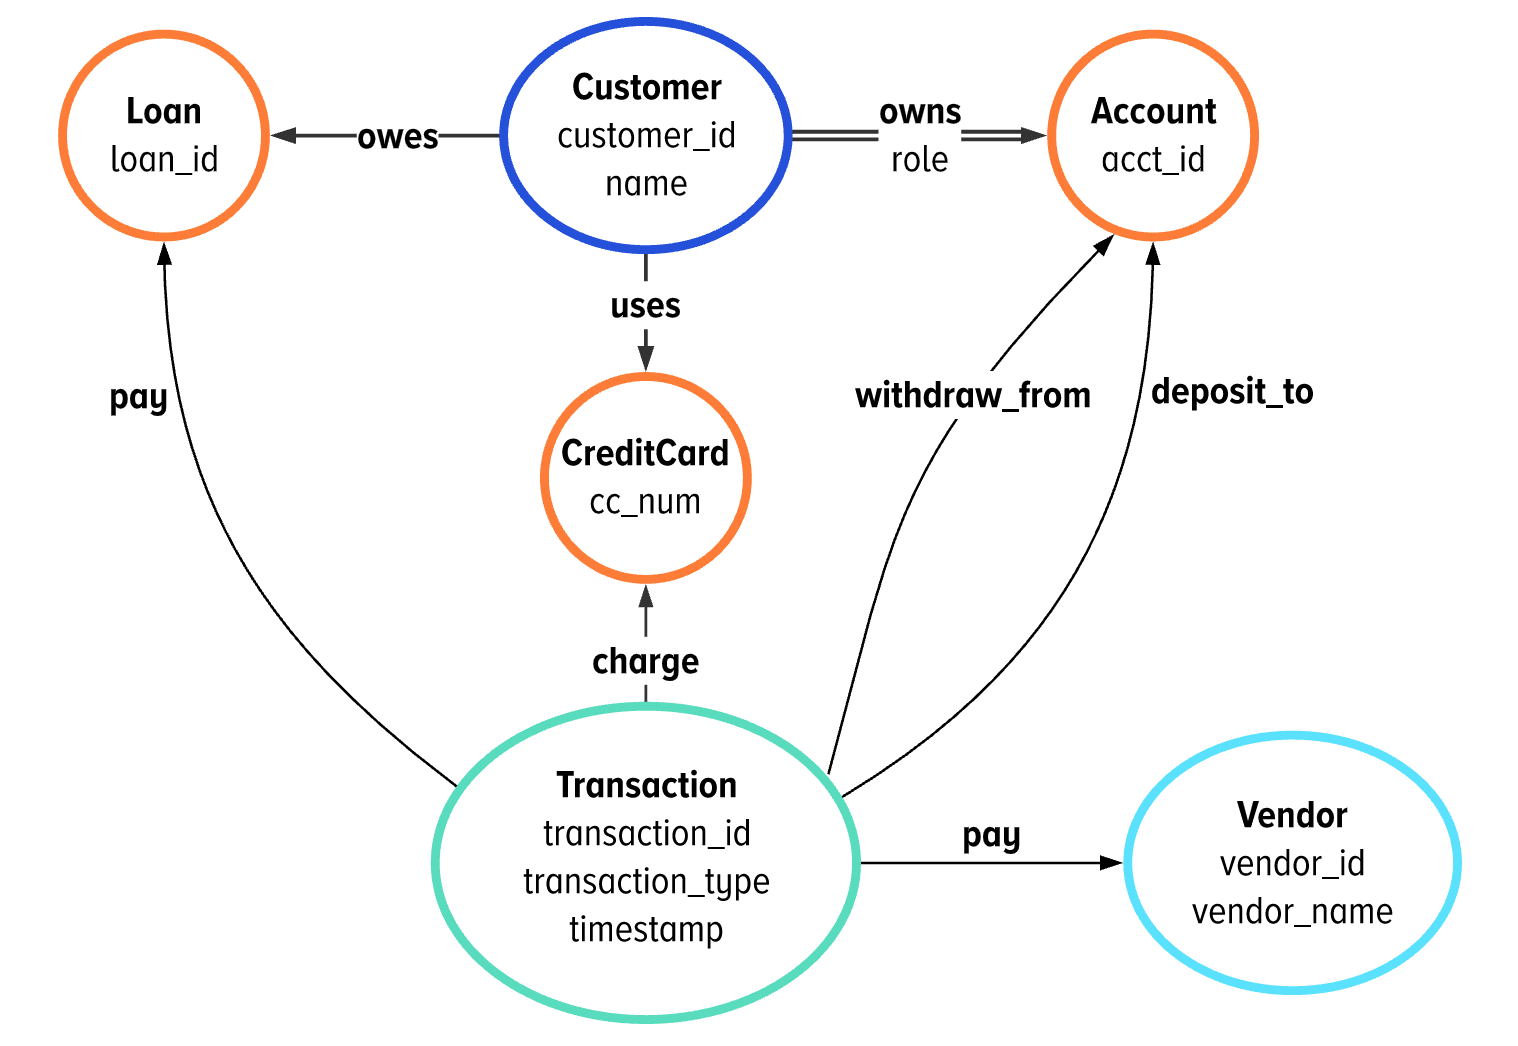 Loan
loan_id
owes
Customer
customer_id
name
owns
role
Account
acct_id
uses
pay
withdraw_from
deposit_to
CreditCard
cc_num
charge
Transaction
transaction_id
transaction_type
timestamp
pay
Vendor
vendor_id
vendor_name